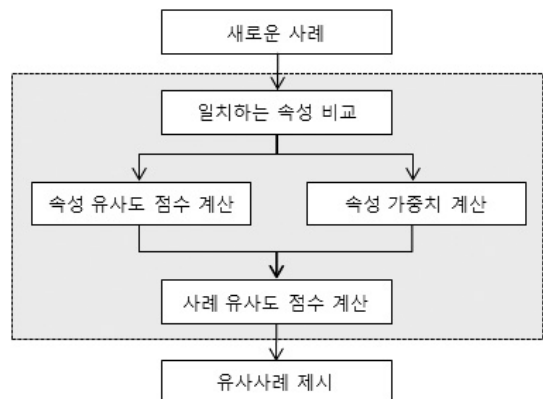 새로운 사례
일치하는 속성 비교
속성 유사도 점수 계산
속성 가중치 계산
사례 유사도 점수 계산
유사사례 제시